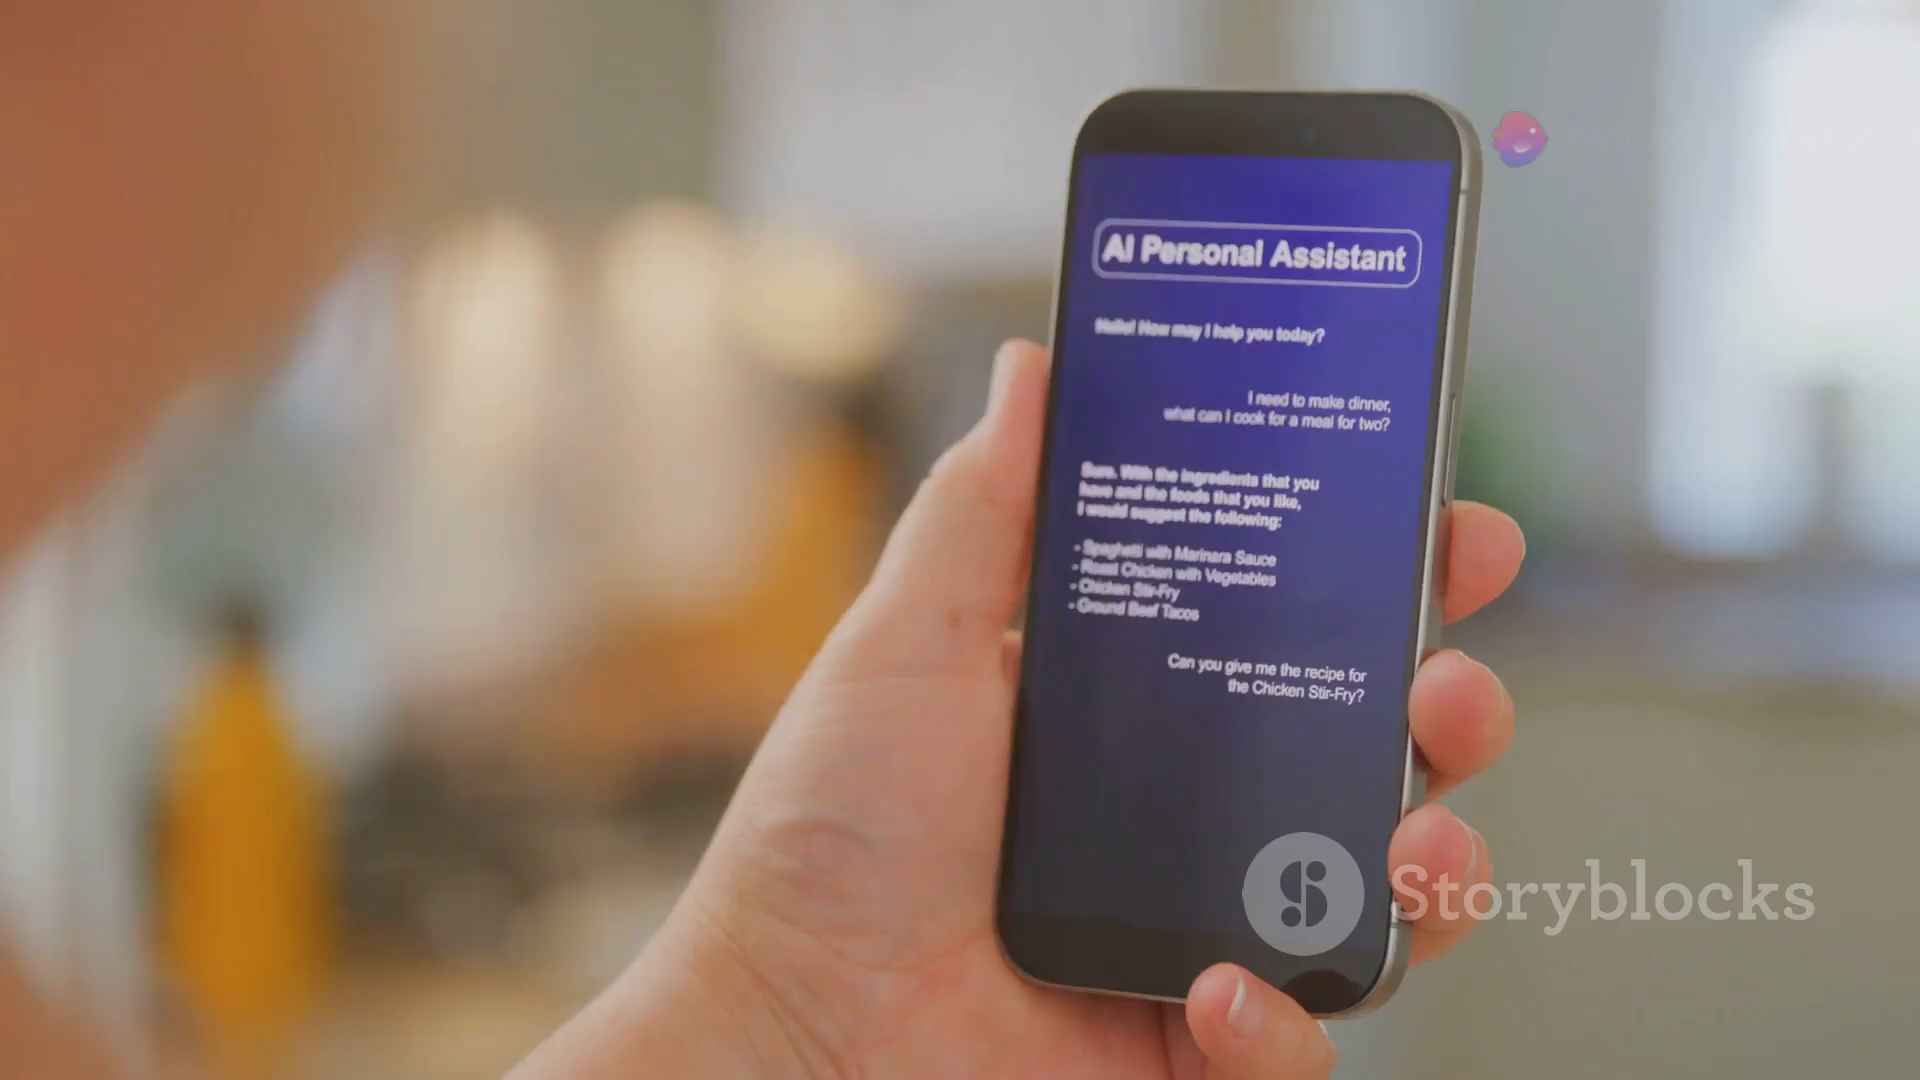 AI Personal Assistant
Hello! How may I help you today?
I need to make dinner,
what can I cook for a meal for two?
Sure. With the ingredients that you
have and the foods that you like,
I would suggest the following:
- Spaghetti with Marinara Sauce
- Roast Chicken with Vegetables
- Chicken Stir-Fry
- Ground Beef Tacos
Can you give me the recipe for
the Chicken Stir-Fry?
Storyblocks